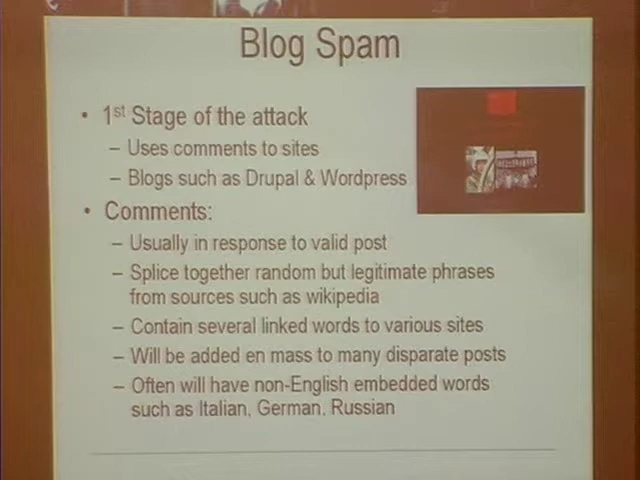 Blog Spam
• 1st Stage of the attack
– Uses comments to sites
– Blogs such as Drupal & Wordpress
• Comments:
– Usually in response to valid post
– Splice together random but legitimate phrases
from sources such as wikipedia
– Contain several linked words to various sites
– Will be added en mass to many disparate posts
– Often will have non-English embedded words
such as Italian, German, Russian